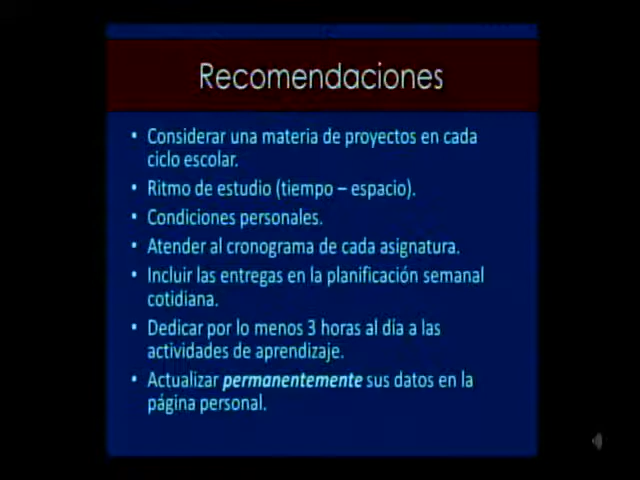 Recomendaciones
• Considerar una materia de proyectos en cada
ciclo escolar.
• Ritmo de estudio (tiempo – espacio).
• Condiciones personales.
• Atender al cronograma de cada asignatura.
• Incluir las entregas en la planificación semanal
cotidiana.
• Dedicar por lo menos 3 horas al día a las
actividades de aprendizaje.
• Actualizar permanentemente sus datos en la
página personal.